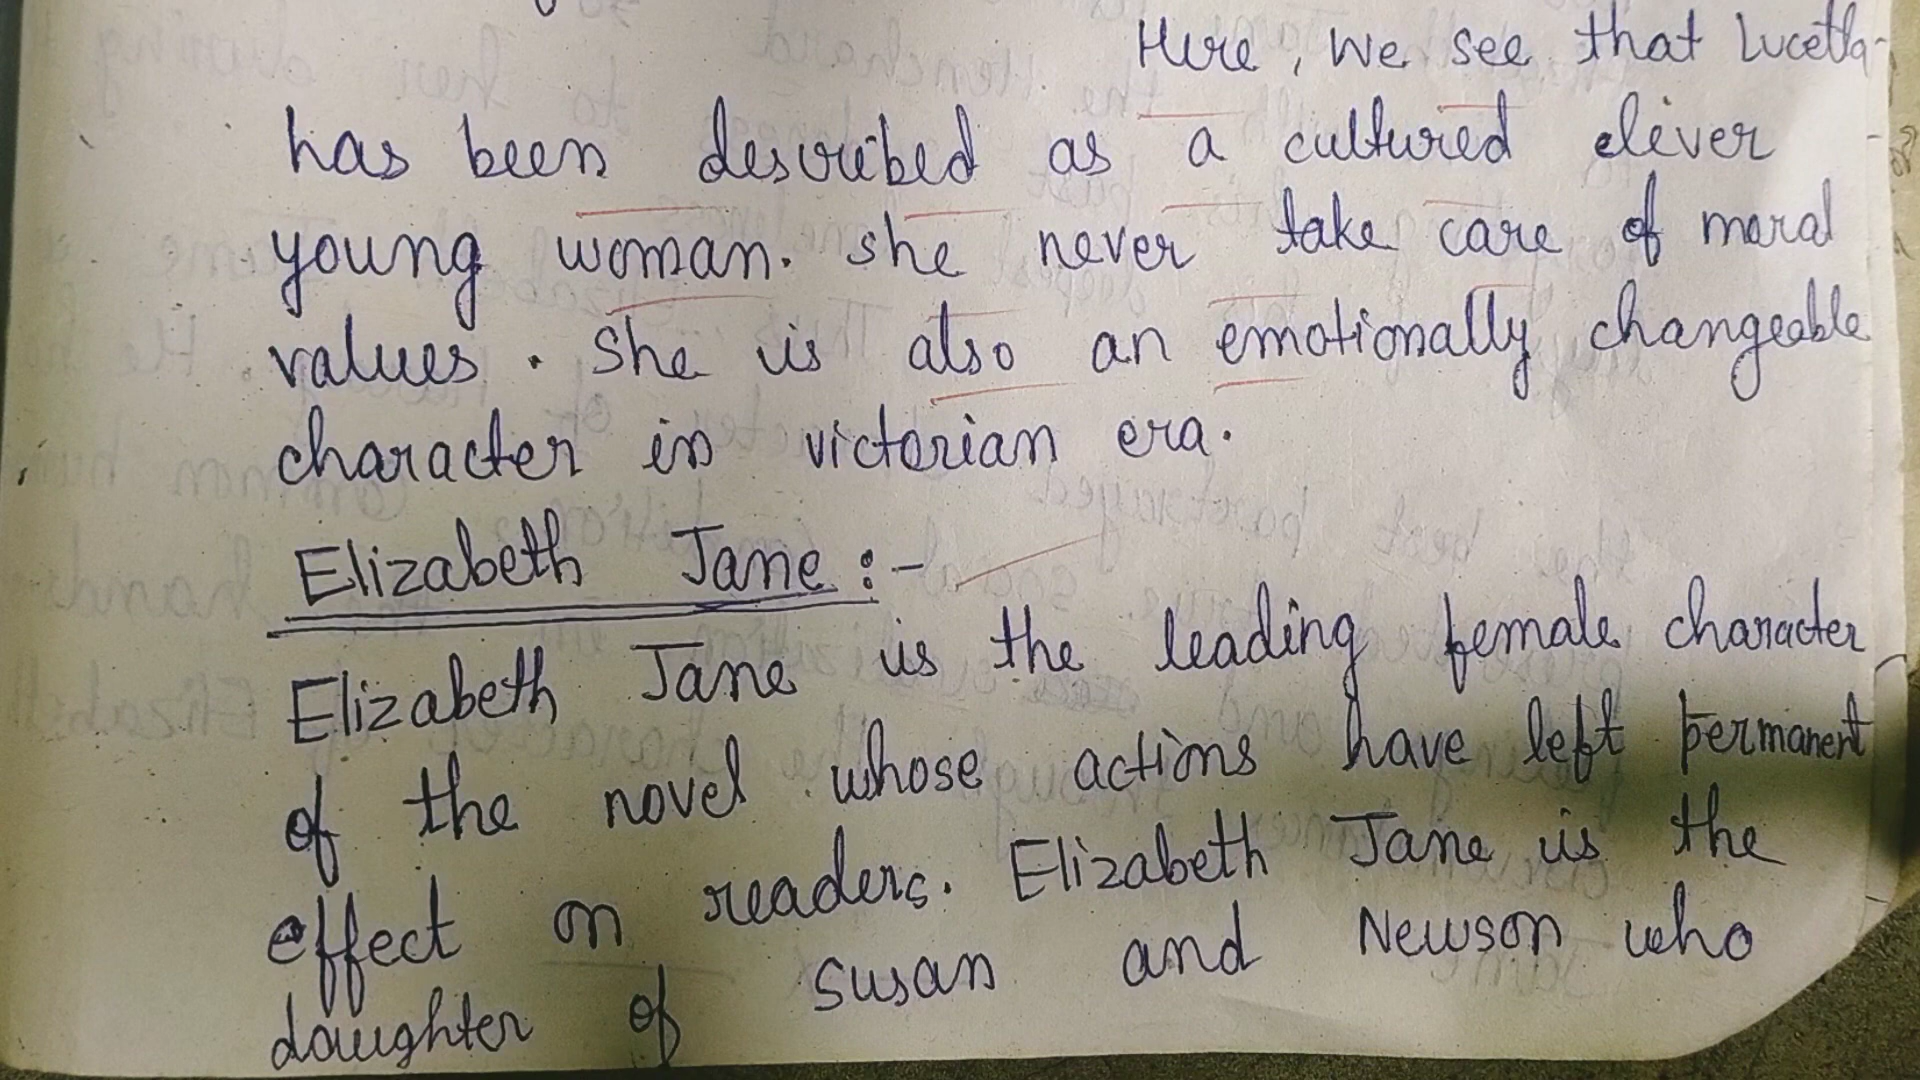 Here, we see that Lucetta-
has been described as a cultured clever
young woman. she never take care of moral
values. She is also an emotionally changeable
character in victorian era.
Elizabeth Jane :-
Elizabeth Jane is the leading female character
of the novel whose actions have left permanent
effect on readers. Elizabeth Jane is the
daughter of susan and Newson who